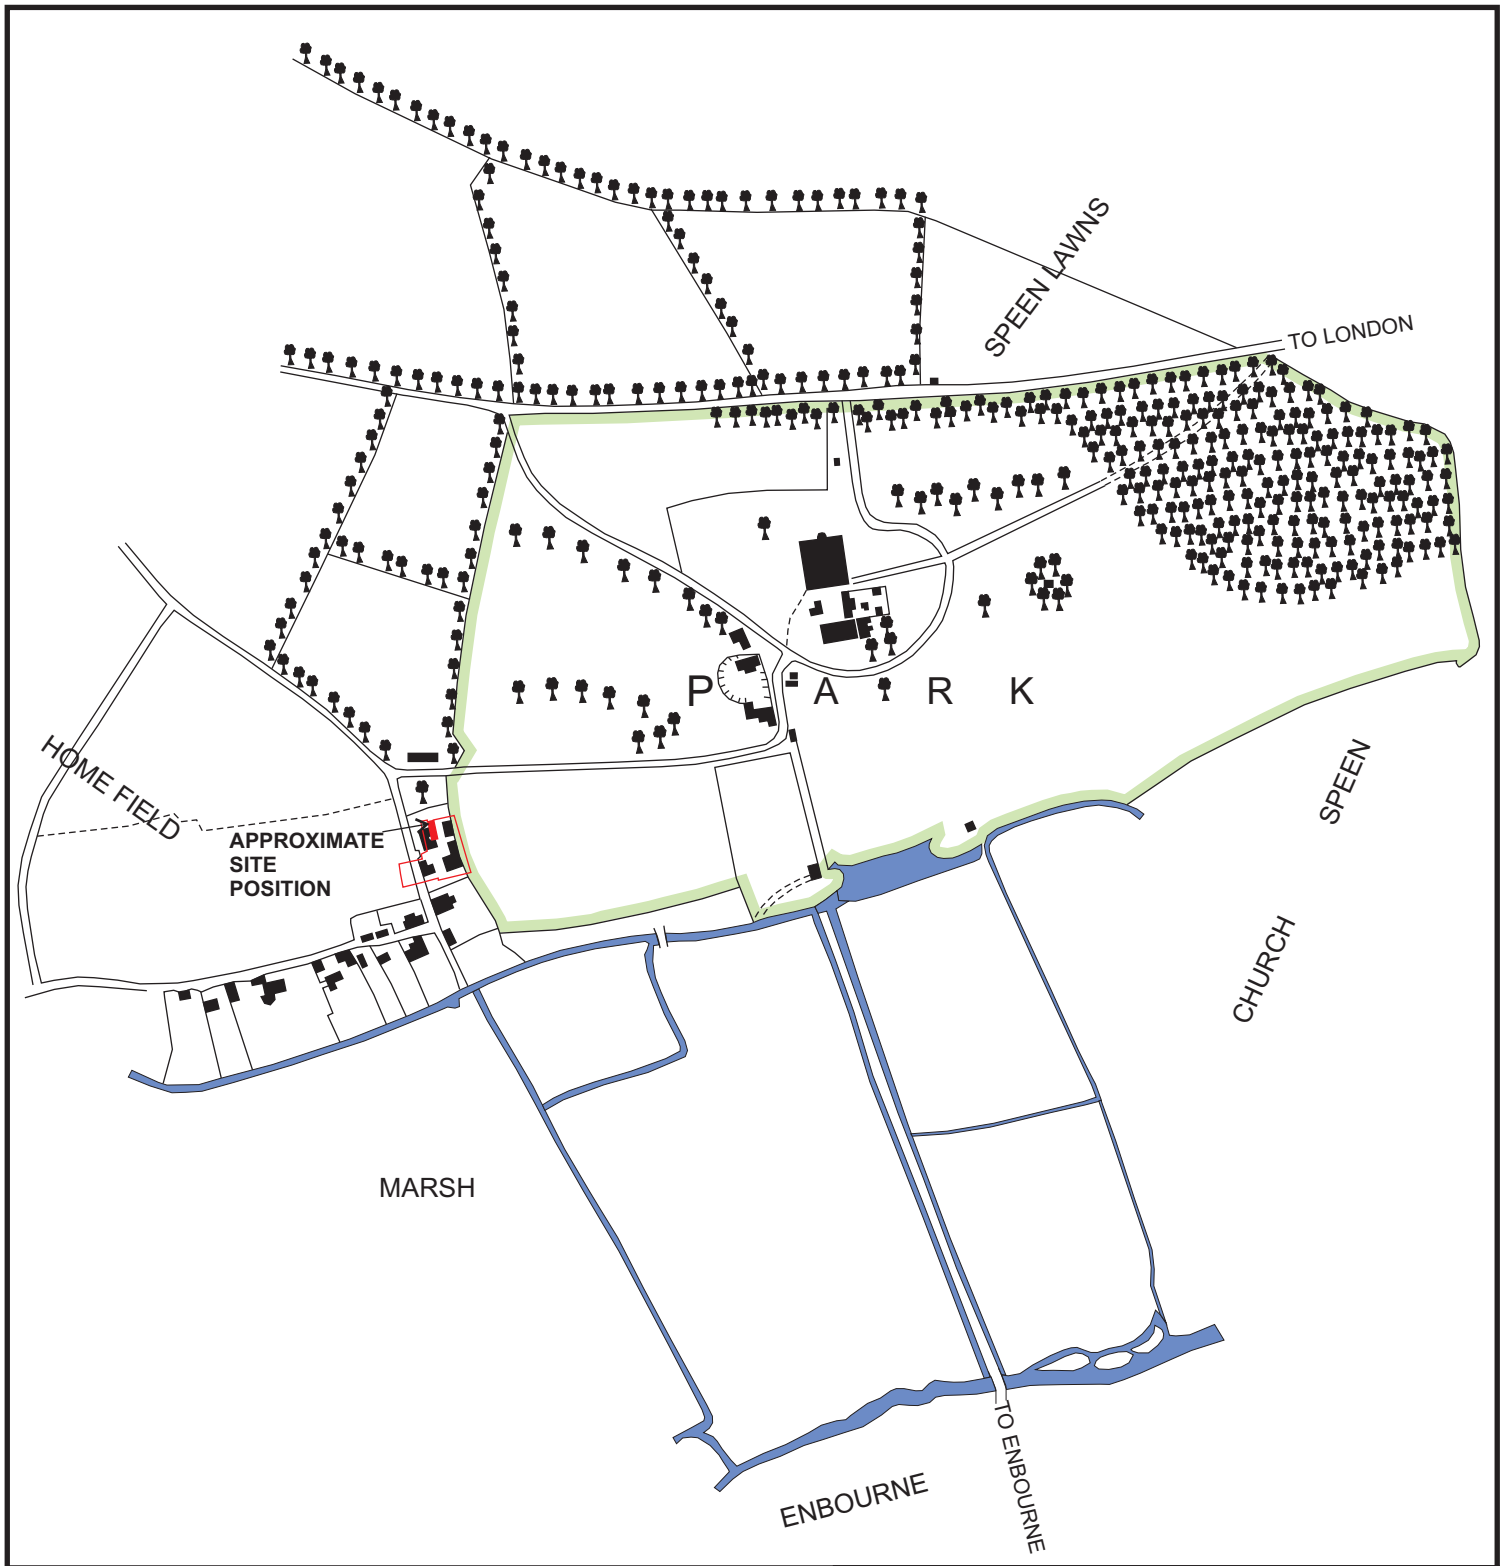 SPEEN LAWNS
TO LONDON
P A R K
HOME FIELD
APPROXIMATE
SITE
POSITION
SPEEN
CHURCH
MARSH
ENBOURNE
TO ENBOURNE